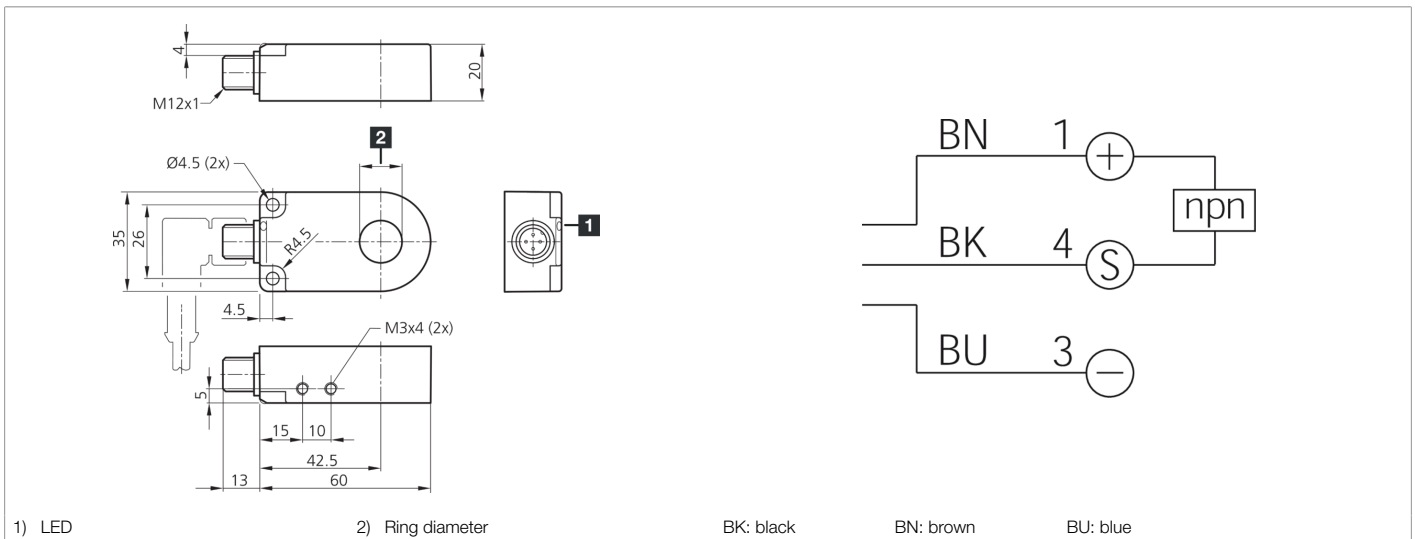 4
20
M12x1
2
Ø4.5 (2x)
35
26
R4.5
4.5
1
M3x4 (2x)
5
15
10
42.5
13
60
BN 1 +
npn
BK 4 S
BU 3 −
1) LED
2) Ring diameter
BK: black
BN: brown
BU: blue